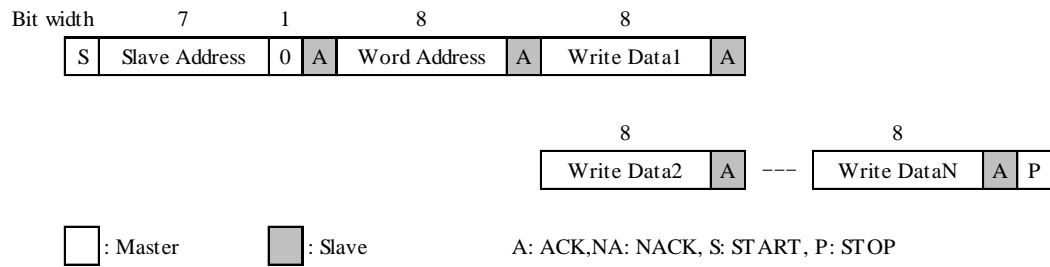 Bit width 7 1 8 8
S Slave Address 0 A Word Address A Write Data1 A
8 8
Write Data2 A --- Write DataN A P
: Master : Slave A: ACK,NA: NACK, S: START, P: STOP